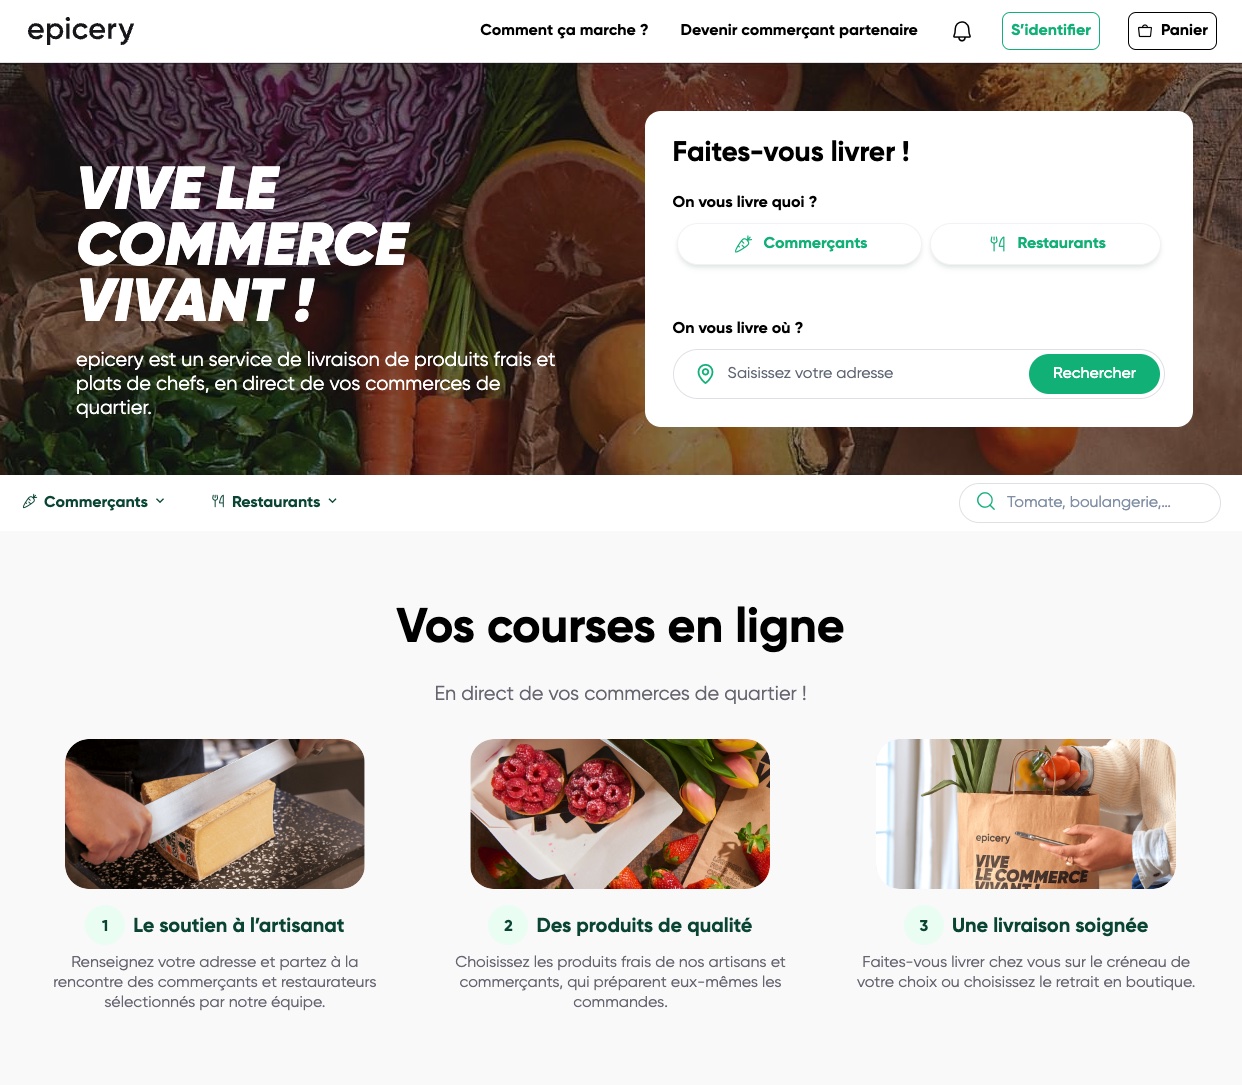 epicery
Comment ça marche ?
Devenir commerçant partenaire
S'identifier
Panier
VIVE LE
COMMERCE
VIVANT !
epicery est un service de livraison de produits frais et
plats de chefs, en direct de vos commerces de
quartier.
Faites-vous livrer !
On vous livre quoi ?
Commerçants
Restaurants
On vous livre où ?
Saisissez votre adresse
Rechercher
Commerçants
Restaurants
Tomate, boulangerie,...
Vos courses en ligne
En direct de vos commerces de quartier !
epicery
VIVE
LE COMMERCE
VIVANT !
1 Le soutien à l'artisanat
Renseignez votre adresse et partez à la
rencontre des commerçants et restaurateurs
sélectionnés par notre équipe.
2 Des produits de qualité
Choisissez les produits frais de nos artisans et
commerçants, qui préparent eux-mêmes les
commandes.
3 Une livraison soignée
Faites-vous livrer chez vous sur le créneau de
votre choix ou choisissez le retrait en boutique.